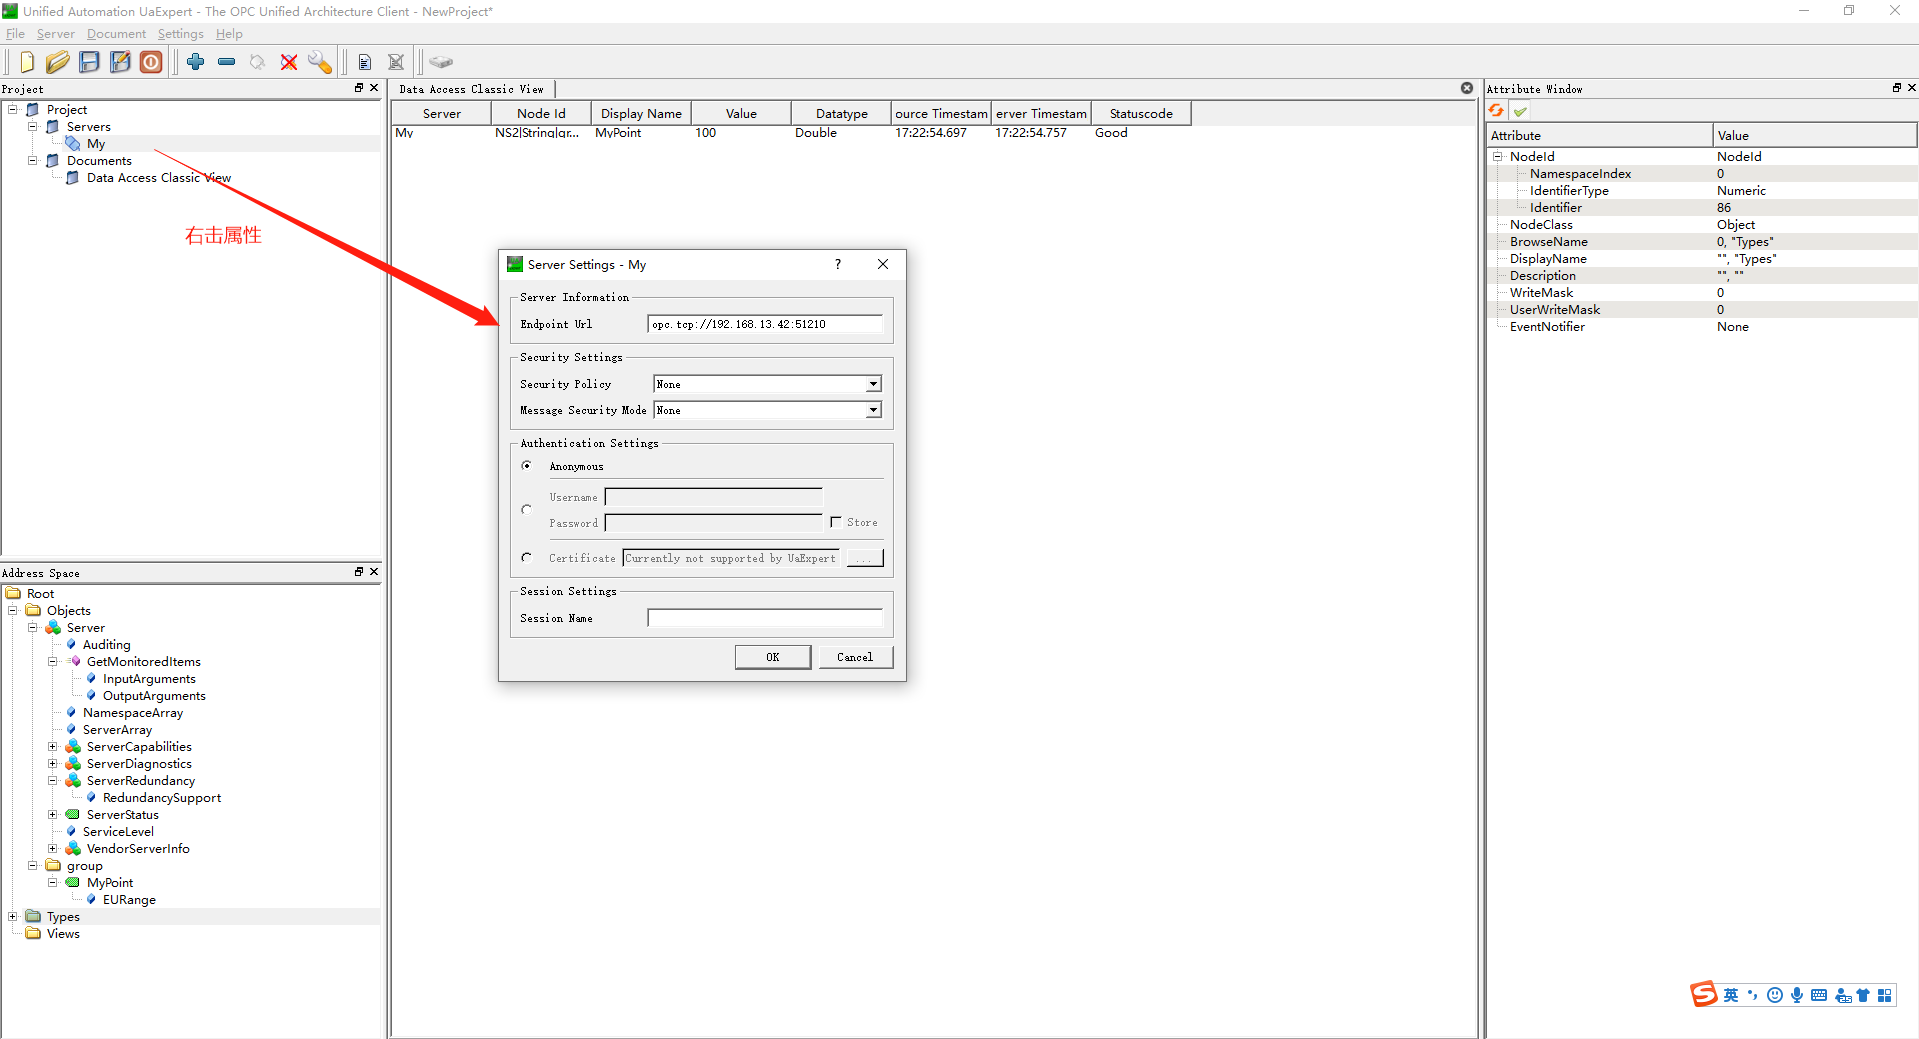 Unified Automation UaExpert - The OPC Unified Architecture Client - NewProject*
File Server Document Settings Help
Project
Project
Servers
My
Documents
Data Access Classic View
右击属性
Address Space
Root
Objects
Server
Auditing
GetMonitoredItems
InputArguments
OutputArguments
NamespaceArray
ServerArray
ServerCapabilities
ServerDiagnostics
ServerRedundancy
RedundancySupport
ServerStatus
ServiceLevel
VendorServerInfo
group
MyPoint
EURange
Types
Views
Data Access Classic View
Server Node Id Display Name Value Datatype ource Timestam erver Timestam Statuscode
My NS2|String|gr... MyPoint 100 Double 17:22:54.697 17:22:54.757 Good
Server Settings - My ?
Server Information
Endpoint Url opc.tcp://192.168.13.42:51210
Security Settings
Security Policy None
Message Security Mode None
Authentication Settings
Anonymous
Username
Password Store
Certificate Currently not supported by UaExpert ...
Session Settings
Session Name
OK Cancel
Attribute Window
Attribute Value
NodeId NodeId
NamespaceIndex 0
IdentifierType Numeric
Identifier 86
NodeClass Object
BrowseName 0, "Types"
DisplayName "", "Types"
Description "", ""
WriteMask 0
UserWriteMask 0
EventNotifier None
S 英